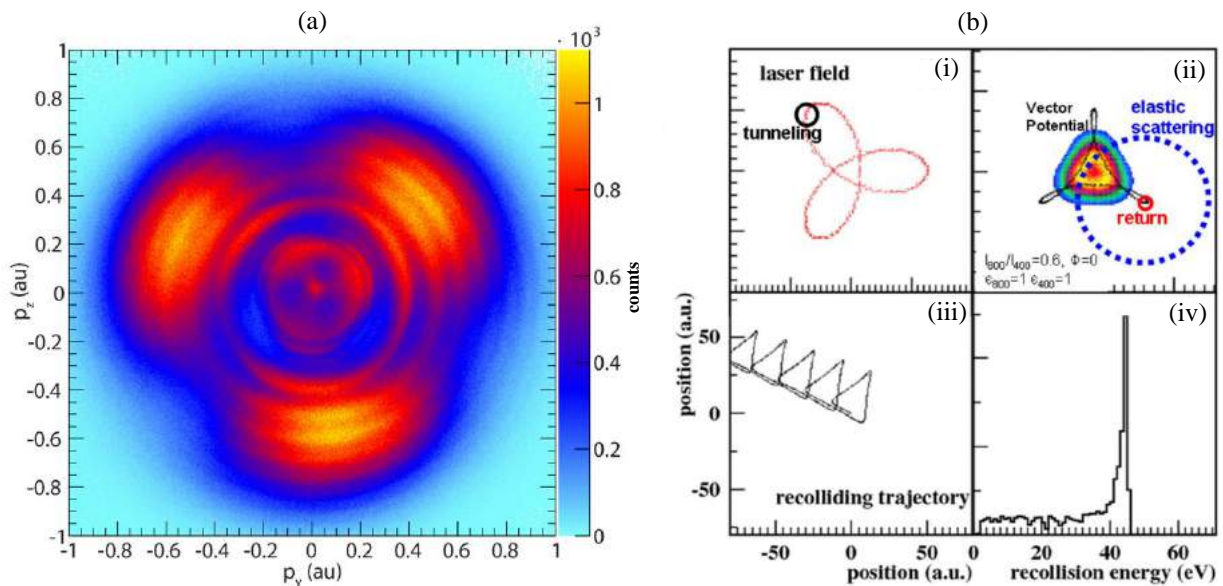 (a)
· 10³
1
0.8
0.6
0.4
0.2
0
-0.2
-0.4
-0.6
-0.8
-1
p_z (au)
-1 -0.8 -0.6 -0.4 -0.2 0 0.2 0.4 0.6 0.8 1
p_y (au)
1
0.8
0.6
0.4
0.2
0
counts
(b)
(i)
laser field
tunneling
(ii)
Vector
Potential
elastic
scattering
return
I₈₀₀/I₄₀₀=0.6, Φ=0
ϵ₈₀₀=1 ϵ₄₀₀=1
(iii)
position (a.u.)
50
0
-50
recolliding trajectory
-50 0 50
position (a.u.)
(iv)
0 20 40 60
recollision energy (eV)